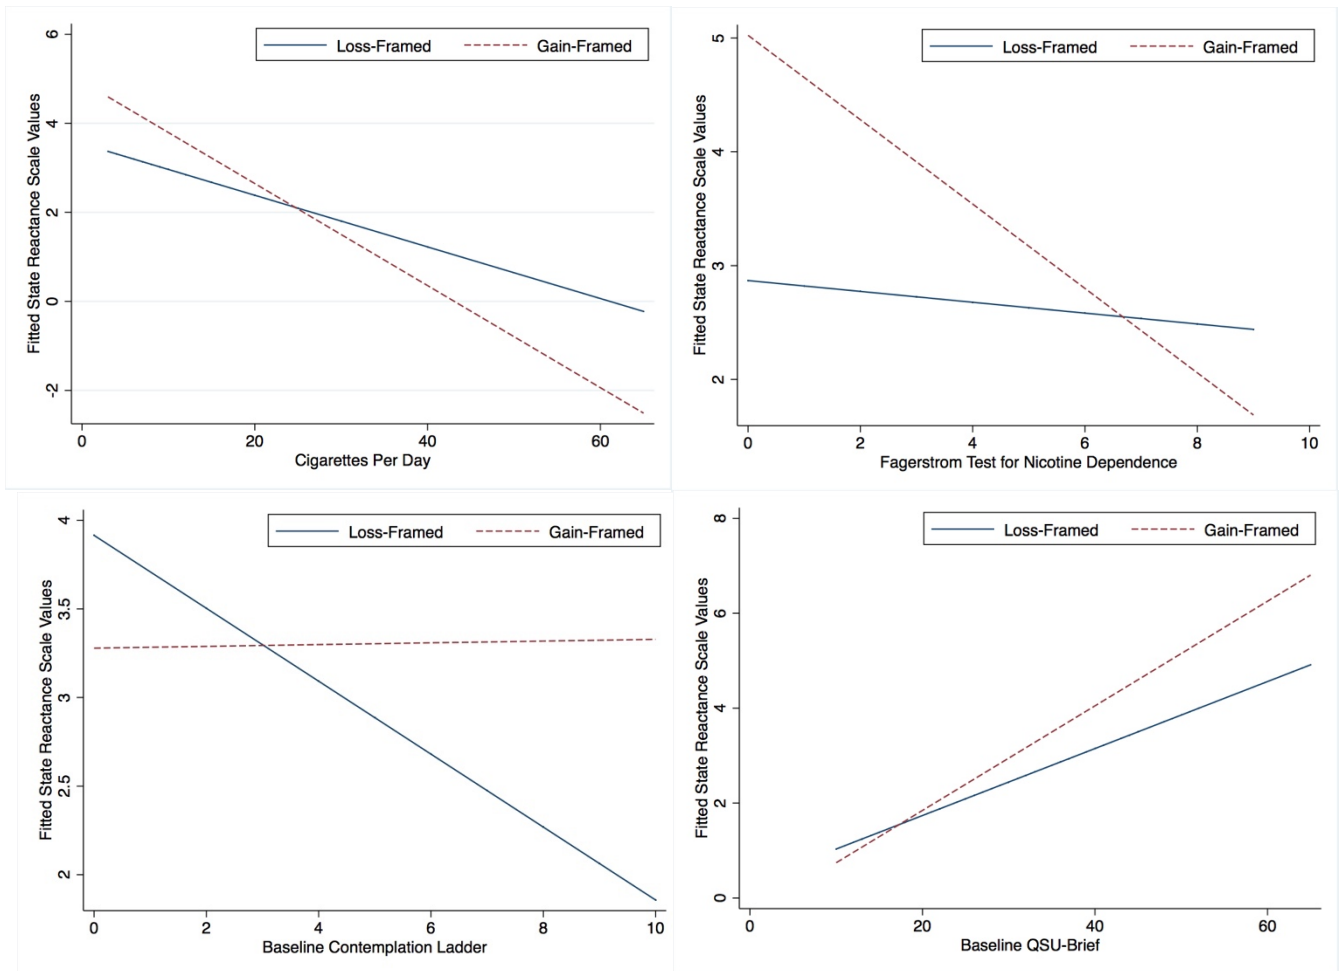 Loss-Framed Gain-Framed
Fitted State Reactance Scale Values
6
4
2
0
-2
0 20 40 60
Cigarettes Per Day
Loss-Framed Gain-Framed
Fitted State Reactance Scale Values
5
4
3
2
0 2 4 6 8 10
Fagerstrom Test for Nicotine Dependence
Loss-Framed Gain-Framed
Fitted State Reactance Scale Values
4
3.5
3
2.5
2
0 2 4 6 8 10
Baseline Contemplation Ladder
Loss-Framed Gain-Framed
Fitted State Reactance Scale Values
8
6
4
2
0
0 20 40 60
Baseline QSU-Brief